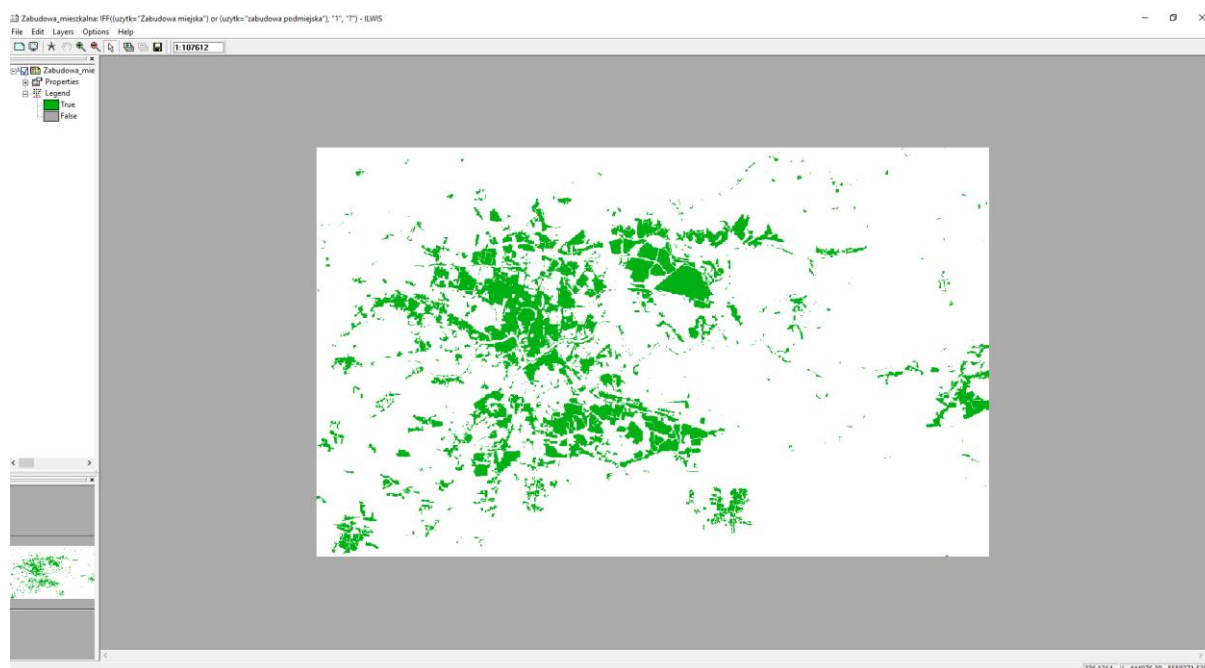 Zabudowa_mieszkalna: IFF((uzytk="Zabudowa miejska") or (uzytk="zabudowa podmiejska"), "1", "?") - ILWIS
File Edit Layers Options Help
1:107612
Zabudowa_mie
Properties
Legend
True
False